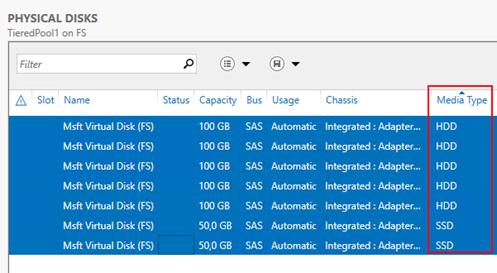 PHYSICAL DISKS
TieredPool1 on FS
Filter
Slot Name Status Capacity Bus Usage Chassis Media Type
Msft Virtual Disk (FS) 100 GB SAS Automatic Integrated : Adapter... HDD
Msft Virtual Disk (FS) 100 GB SAS Automatic Integrated : Adapter... HDD
Msft Virtual Disk (FS) 100 GB SAS Automatic Integrated : Adapter... HDD
Msft Virtual Disk (FS) 100 GB SAS Automatic Integrated : Adapter... HDD
Msft Virtual Disk (FS) 100 GB SAS Automatic Integrated : Adapter... HDD
Msft Virtual Disk (FS) 50,0 GB SAS Automatic Integrated : Adapter... SSD
Msft Virtual Disk (FS) 50,0 GB SAS Automatic Integrated : Adapter... SSD